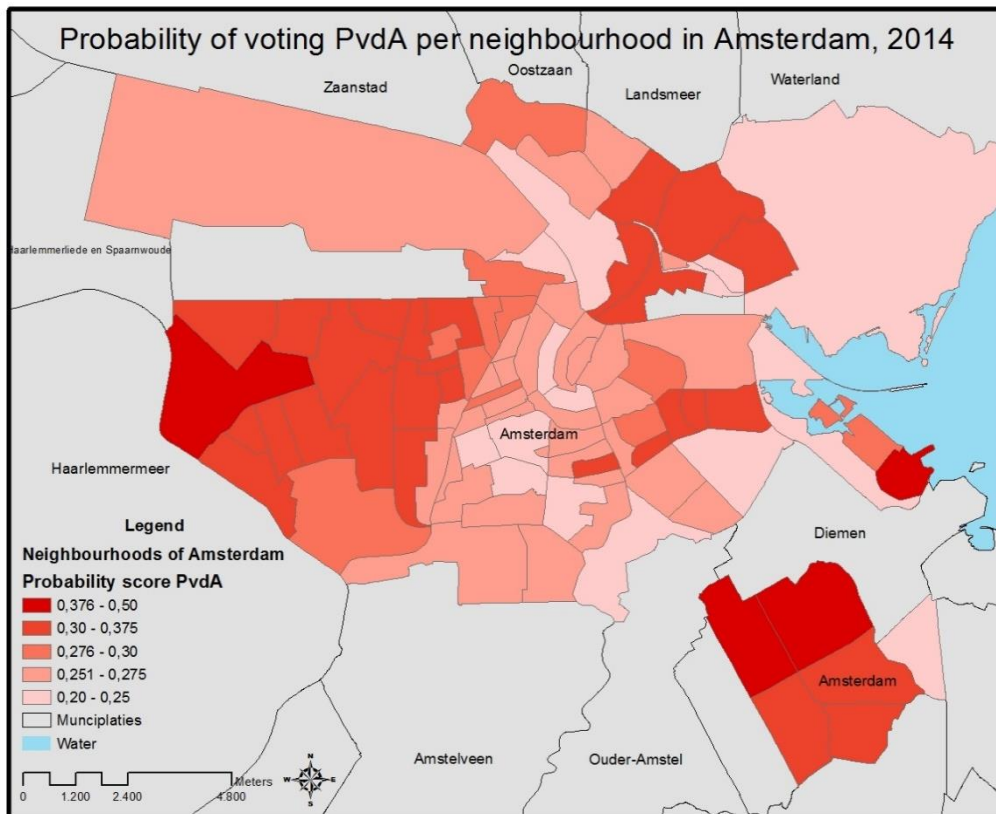 Probability of voting PvdA per neighbourhood in Amsterdam, 2014
Oostzaan
Zaanstad
Waterland
Landsmeer
Haarlemmerliede en Spaarnwoude
Amsterdam
Haarlemmermeer
Diemen
Amsterdam
Amstelveen
Ouder-Amstel
Legend
Neighbourhoods of Amsterdam
Probability score PvdA
0,376 - 0,50
0,30 - 0,375
0,276 - 0,30
0,251 - 0,275
0,20 - 0,25
Munciplaties
Water
Meters
0 1.200 2.400 4.800
N
W E
S